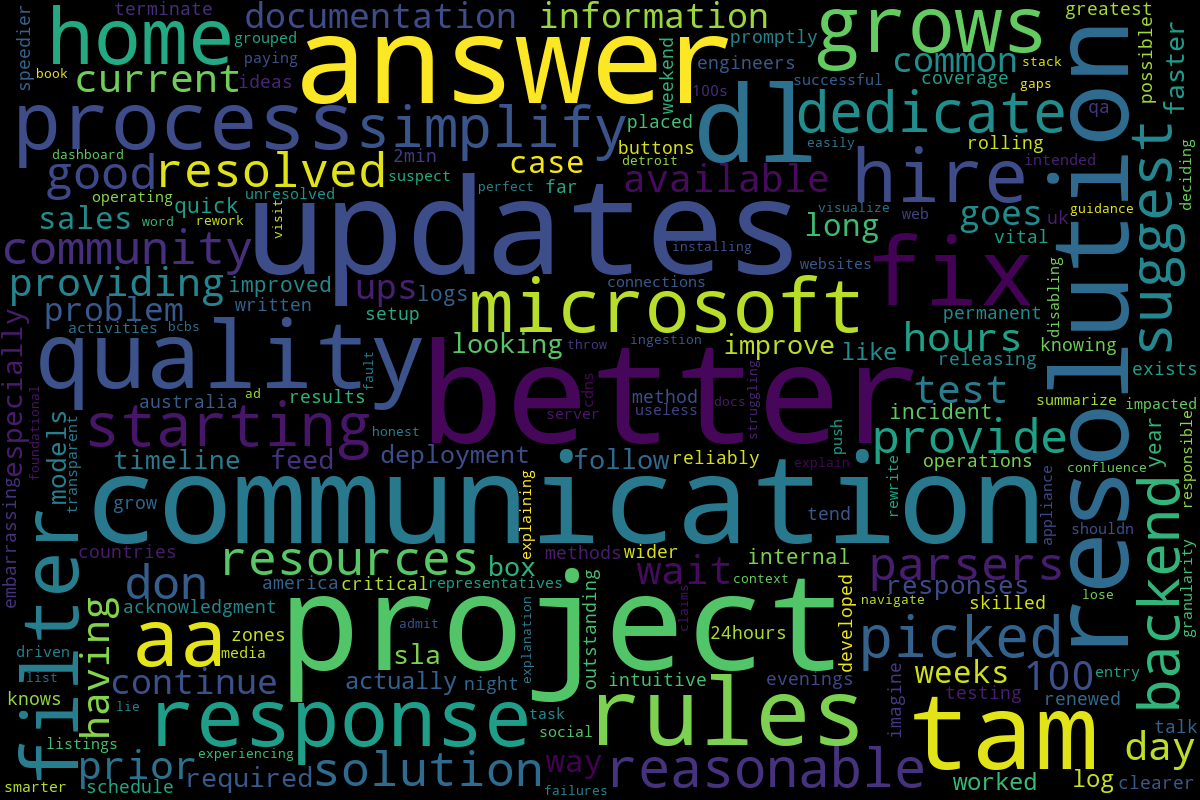 speedier
terminate
home
documentation
information
grows
greatest
grouped
answer
promptly
book
current
paying
ideas
engineers
common
stack
possible
faster
weekend
100s
successful
coverage
gaps
process
simplify
placed
dl
dedicate
qa
resolution
dashboard
good
resolved
2min
case
buttons
detroit
easily
rolling
hire
intended
suggest
deciding
operating
unresolved
suspect
perfect
far
available
sales
word
quick
rework
visit
updates
visualize
web
goes
uk
guidance
long
vital
community
installing
websites
fix
providing
improved
ups
logs
connections
microsoft
permanent
disabling
problem
written
setup
activities
bcbs
quality
fault
looking
throw
ingestion
improve
like
hours
releasing
knowing
exists
better
especially
embarrassing
foundational
australia
ad
results
cdns
method
useless
server
docs
struggling
test
summarize
impacted
models
transparent
starting
honest
incident
provide
push
year
responsible
timeline
feed
deployment
follow
reliably
explain
operations
confluence
rewrite
communication
grow
explaining
tend
appliance
shouldn
backend
countries
resources
methods
wider
internal
parsers
don
america
critical
representatives
box
wait
context
responses
lose
granularity
filter
having
acknowledgment
project
claims
navigate
skilled
aa
zones
admit
explanation
outstanding
24hours
developed
picked
driven
media
sla
list
continue
actually
night
intuitive
evenings
imagine
weeks
100
entry
knows
lie
testing
renewed
response
task
social
rules
tam
talk
listings
experiencing
day
prior
required
solution
way
reasonable
worked
log
clearer
smarter
schedule
failures